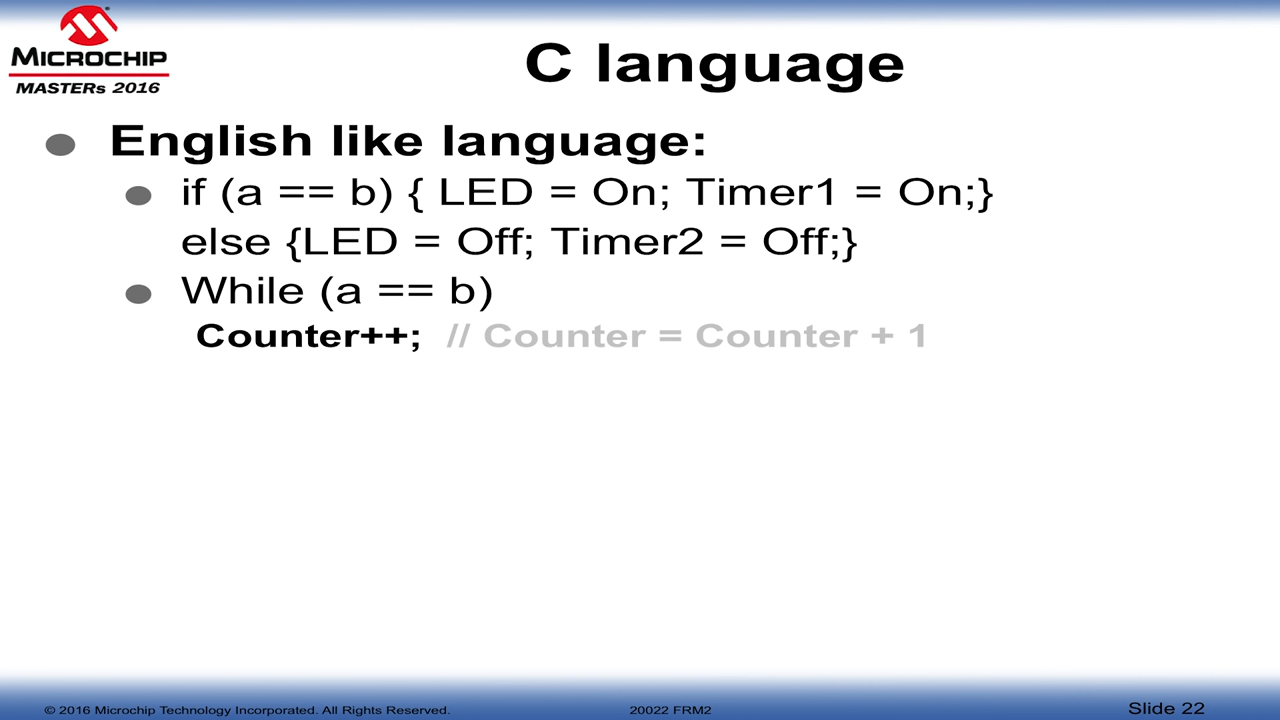 MICROCHIP
MASTERs 2016
C language
English like language:
if (a == b) { LED = On; Timer1 = On;}
else {LED = Off; Timer2 = Off;}
While (a == b)
Counter++; // Counter = Counter + 1
© 2016 Microchip Technology Incorporated. All Rights Reserved.
20022 FRM2
Slide 22